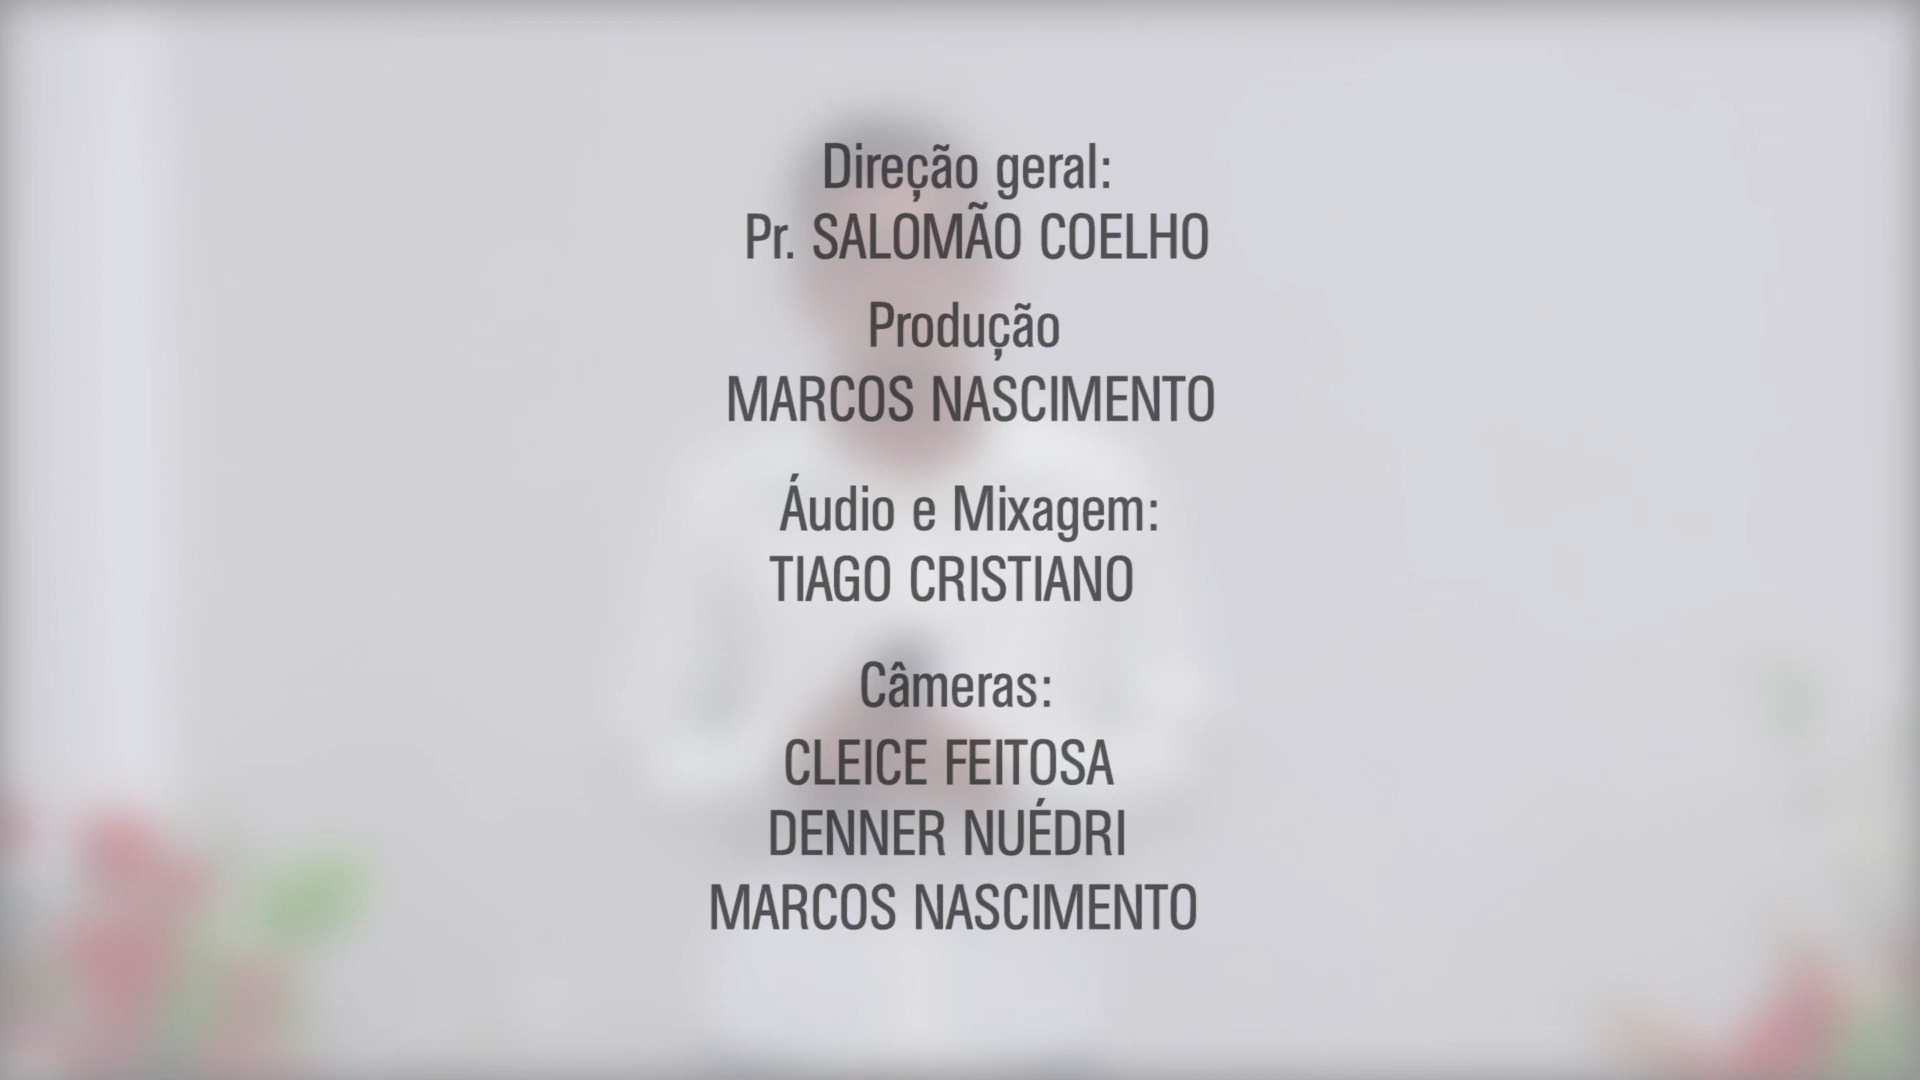 Direção geral:
Pr. SALOMÃO COELHO
Produção
MARCOS NASCIMENTO
Áudio e Mixagem:
TIAGO CRISTIANO
Câmeras:
CLEICE FEITOSA
DENNER NUÉDRI
MARCOS NASCIMENTO